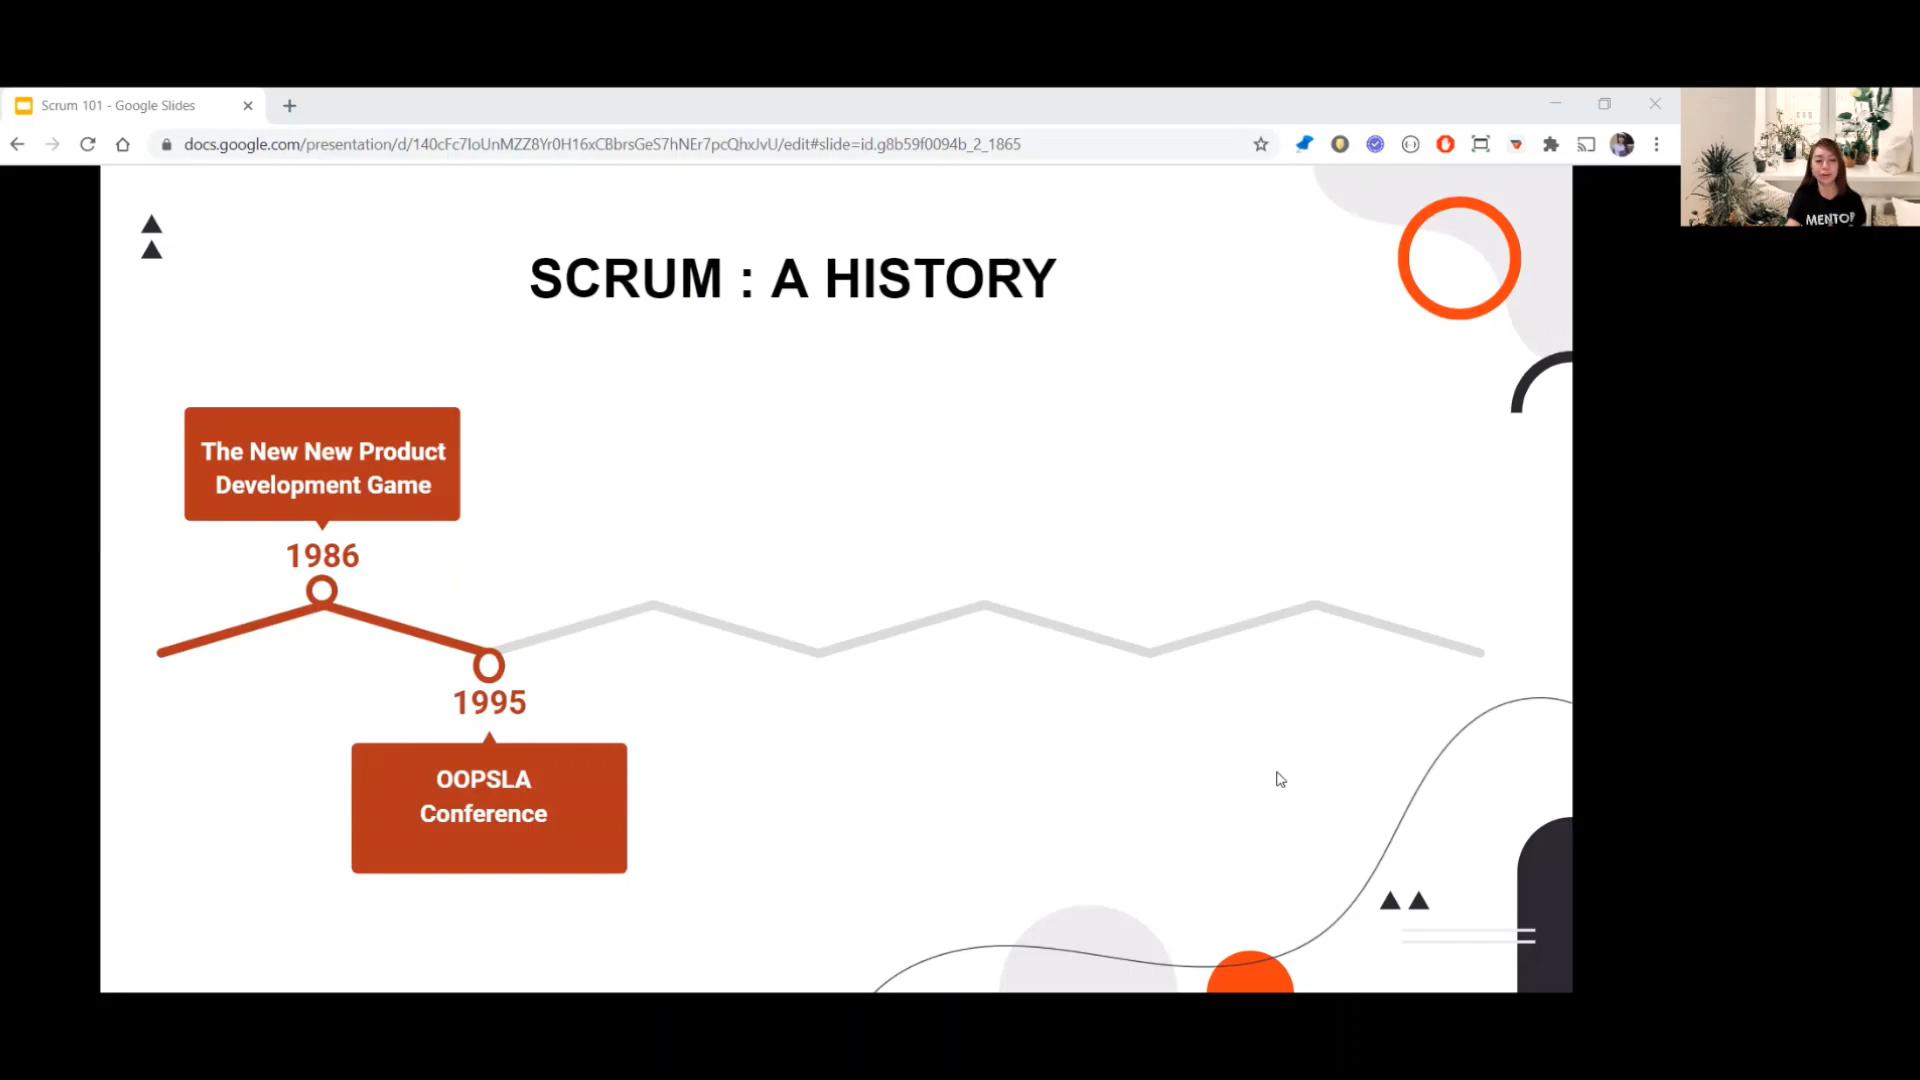 Scrum 101 - Google Slides
docs.google.com/presentation/d/140cFc7IoUnMZZ8Yr0H16xCBbrsGeS7hNEr7pcQhxJvU/edit#slide=id.g8b59f0094b_2_1865
MENTOR
SCRUM : A HISTORY
The New New Product
Development Game
1986
1995
OOPSLA
Conference